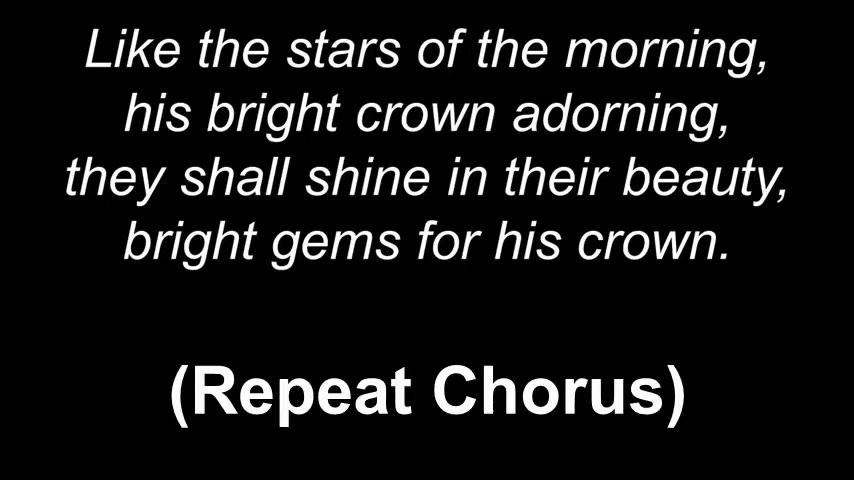 Like the stars of the morning,
his bright crown adorning,
they shall shine in their beauty,
bright gems for his crown.
(Repeat Chorus)